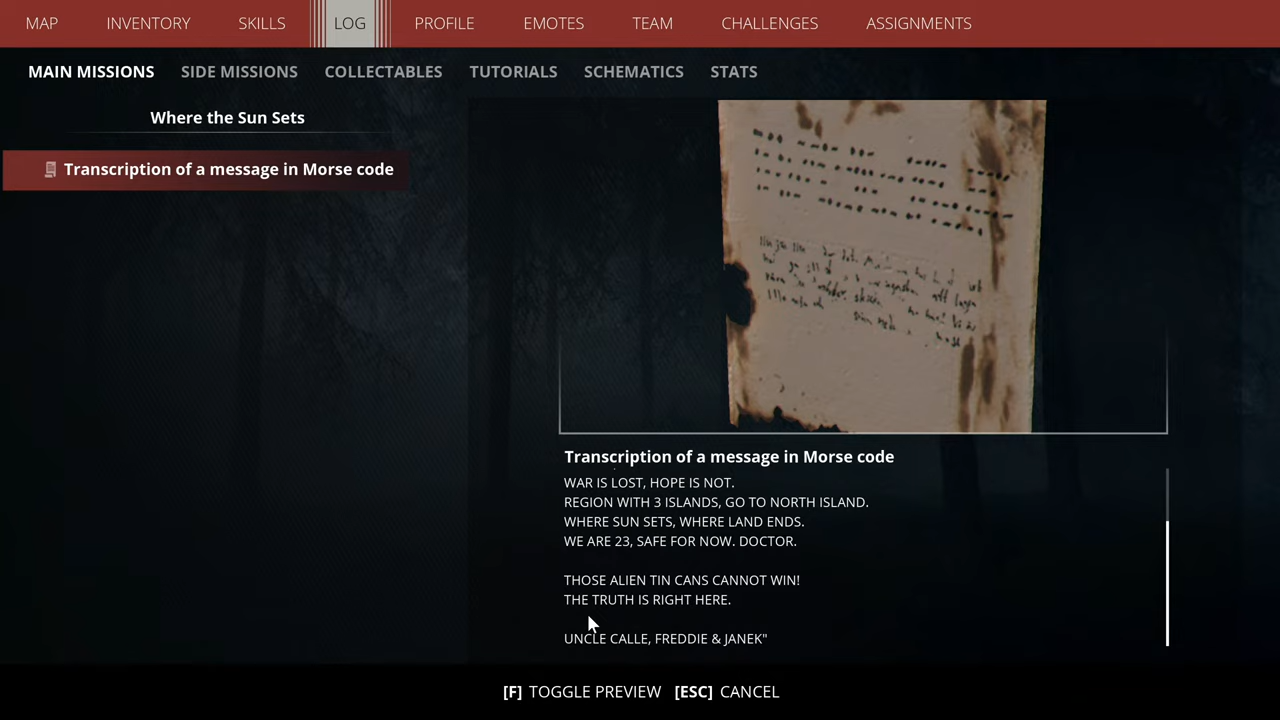 MAP INVENTORY SKILLS LOG PROFILE EMOTES TEAM CHALLENGES ASSIGNMENTS
MAIN MISSIONS SIDE MISSIONS COLLECTABLES TUTORIALS SCHEMATICS STATS
Where the Sun Sets
Transcription of a message in Morse code
Transcription of a message in Morse code
WAR IS LOST, HOPE IS NOT.
REGION WITH 3 ISLANDS, GO TO NORTH ISLAND.
WHERE SUN SETS, WHERE LAND ENDS.
WE ARE 23, SAFE FOR NOW. DOCTOR.
THOSE ALIEN TIN CANS CANNOT WIN!
THE TRUTH IS RIGHT HERE.
UNCLE CALLE, FREDDIE & JANEK"
[F] TOGGLE PREVIEW [ESC] CANCEL